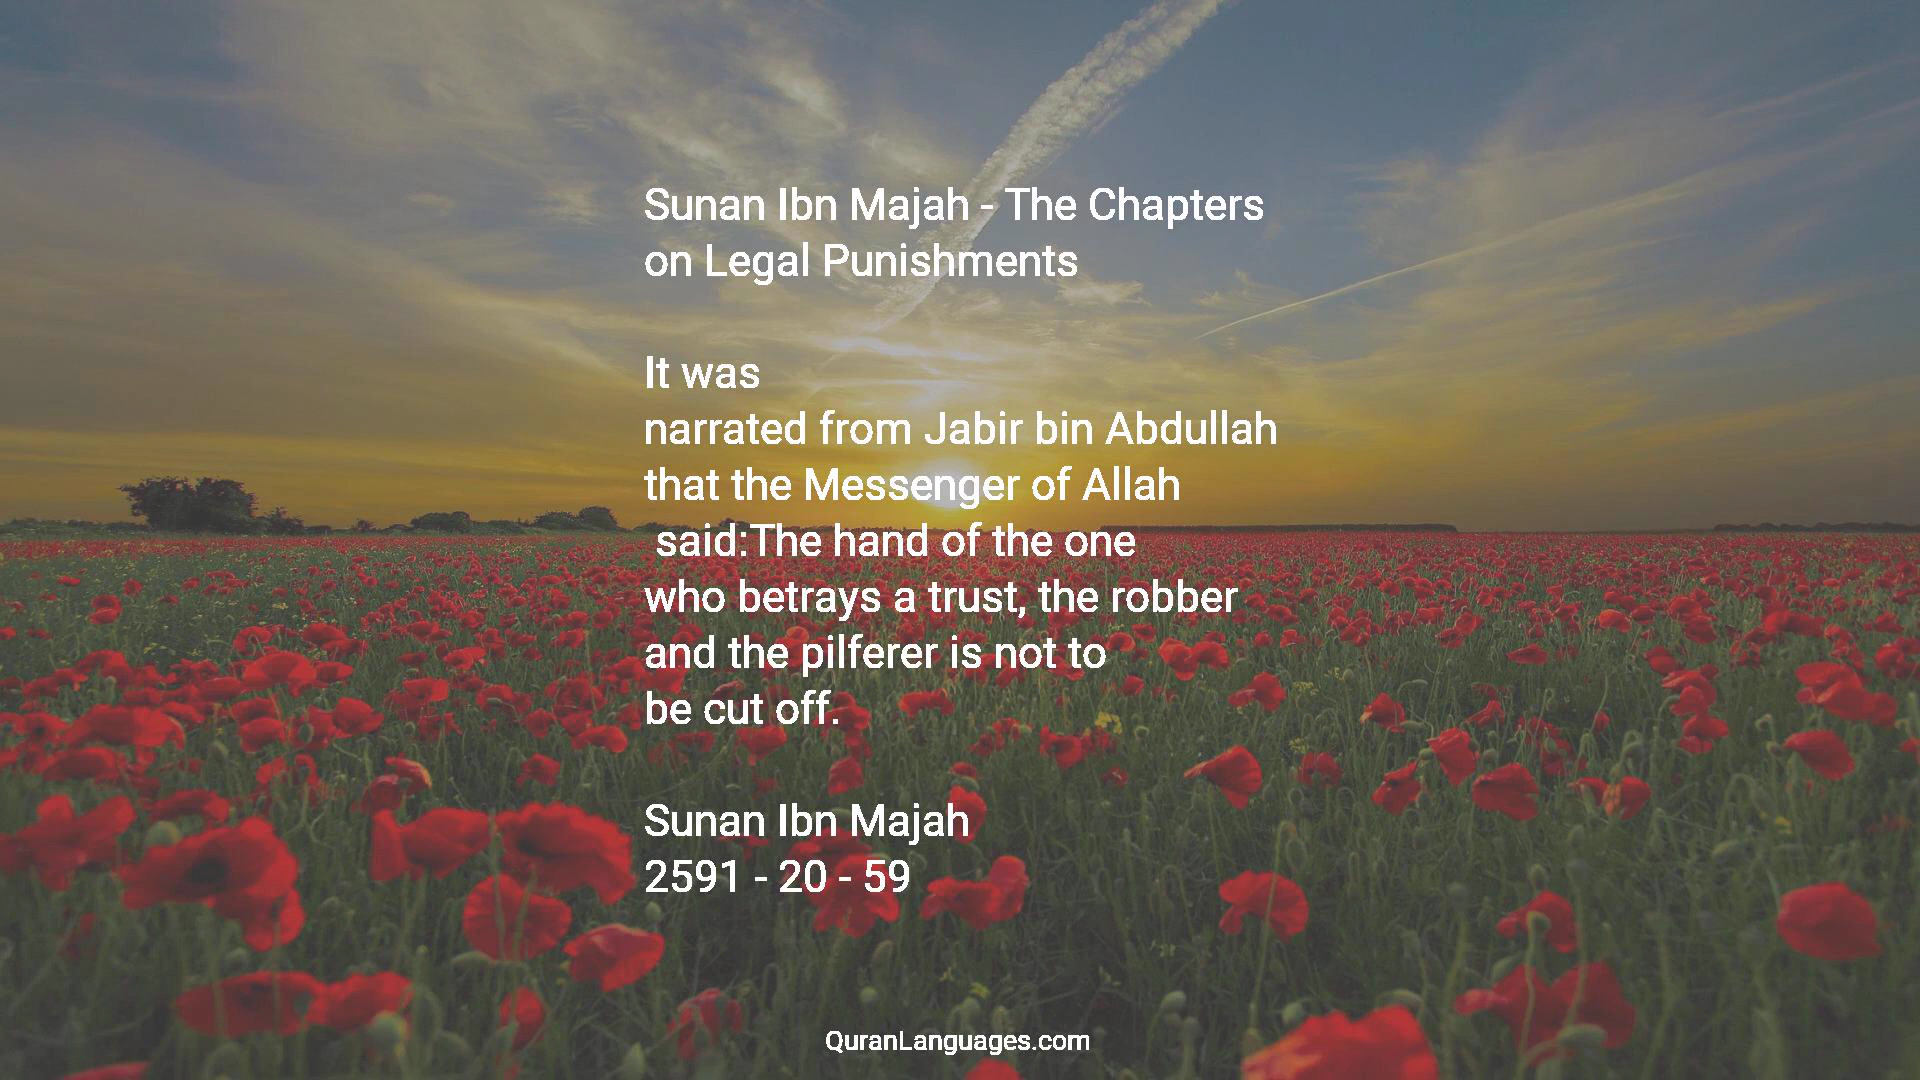 Sunan Ibn Majah - The Chapters
on Legal Punishments
It was
narrated from Jabir bin Abdullah
that the Messenger of Allah
said:The hand of the one
who betrays a trust, the robber
and the pilferer is not to
be cut off.
Sunan Ibn Majah
2591 - 20 - 59
QuranLanguages.com